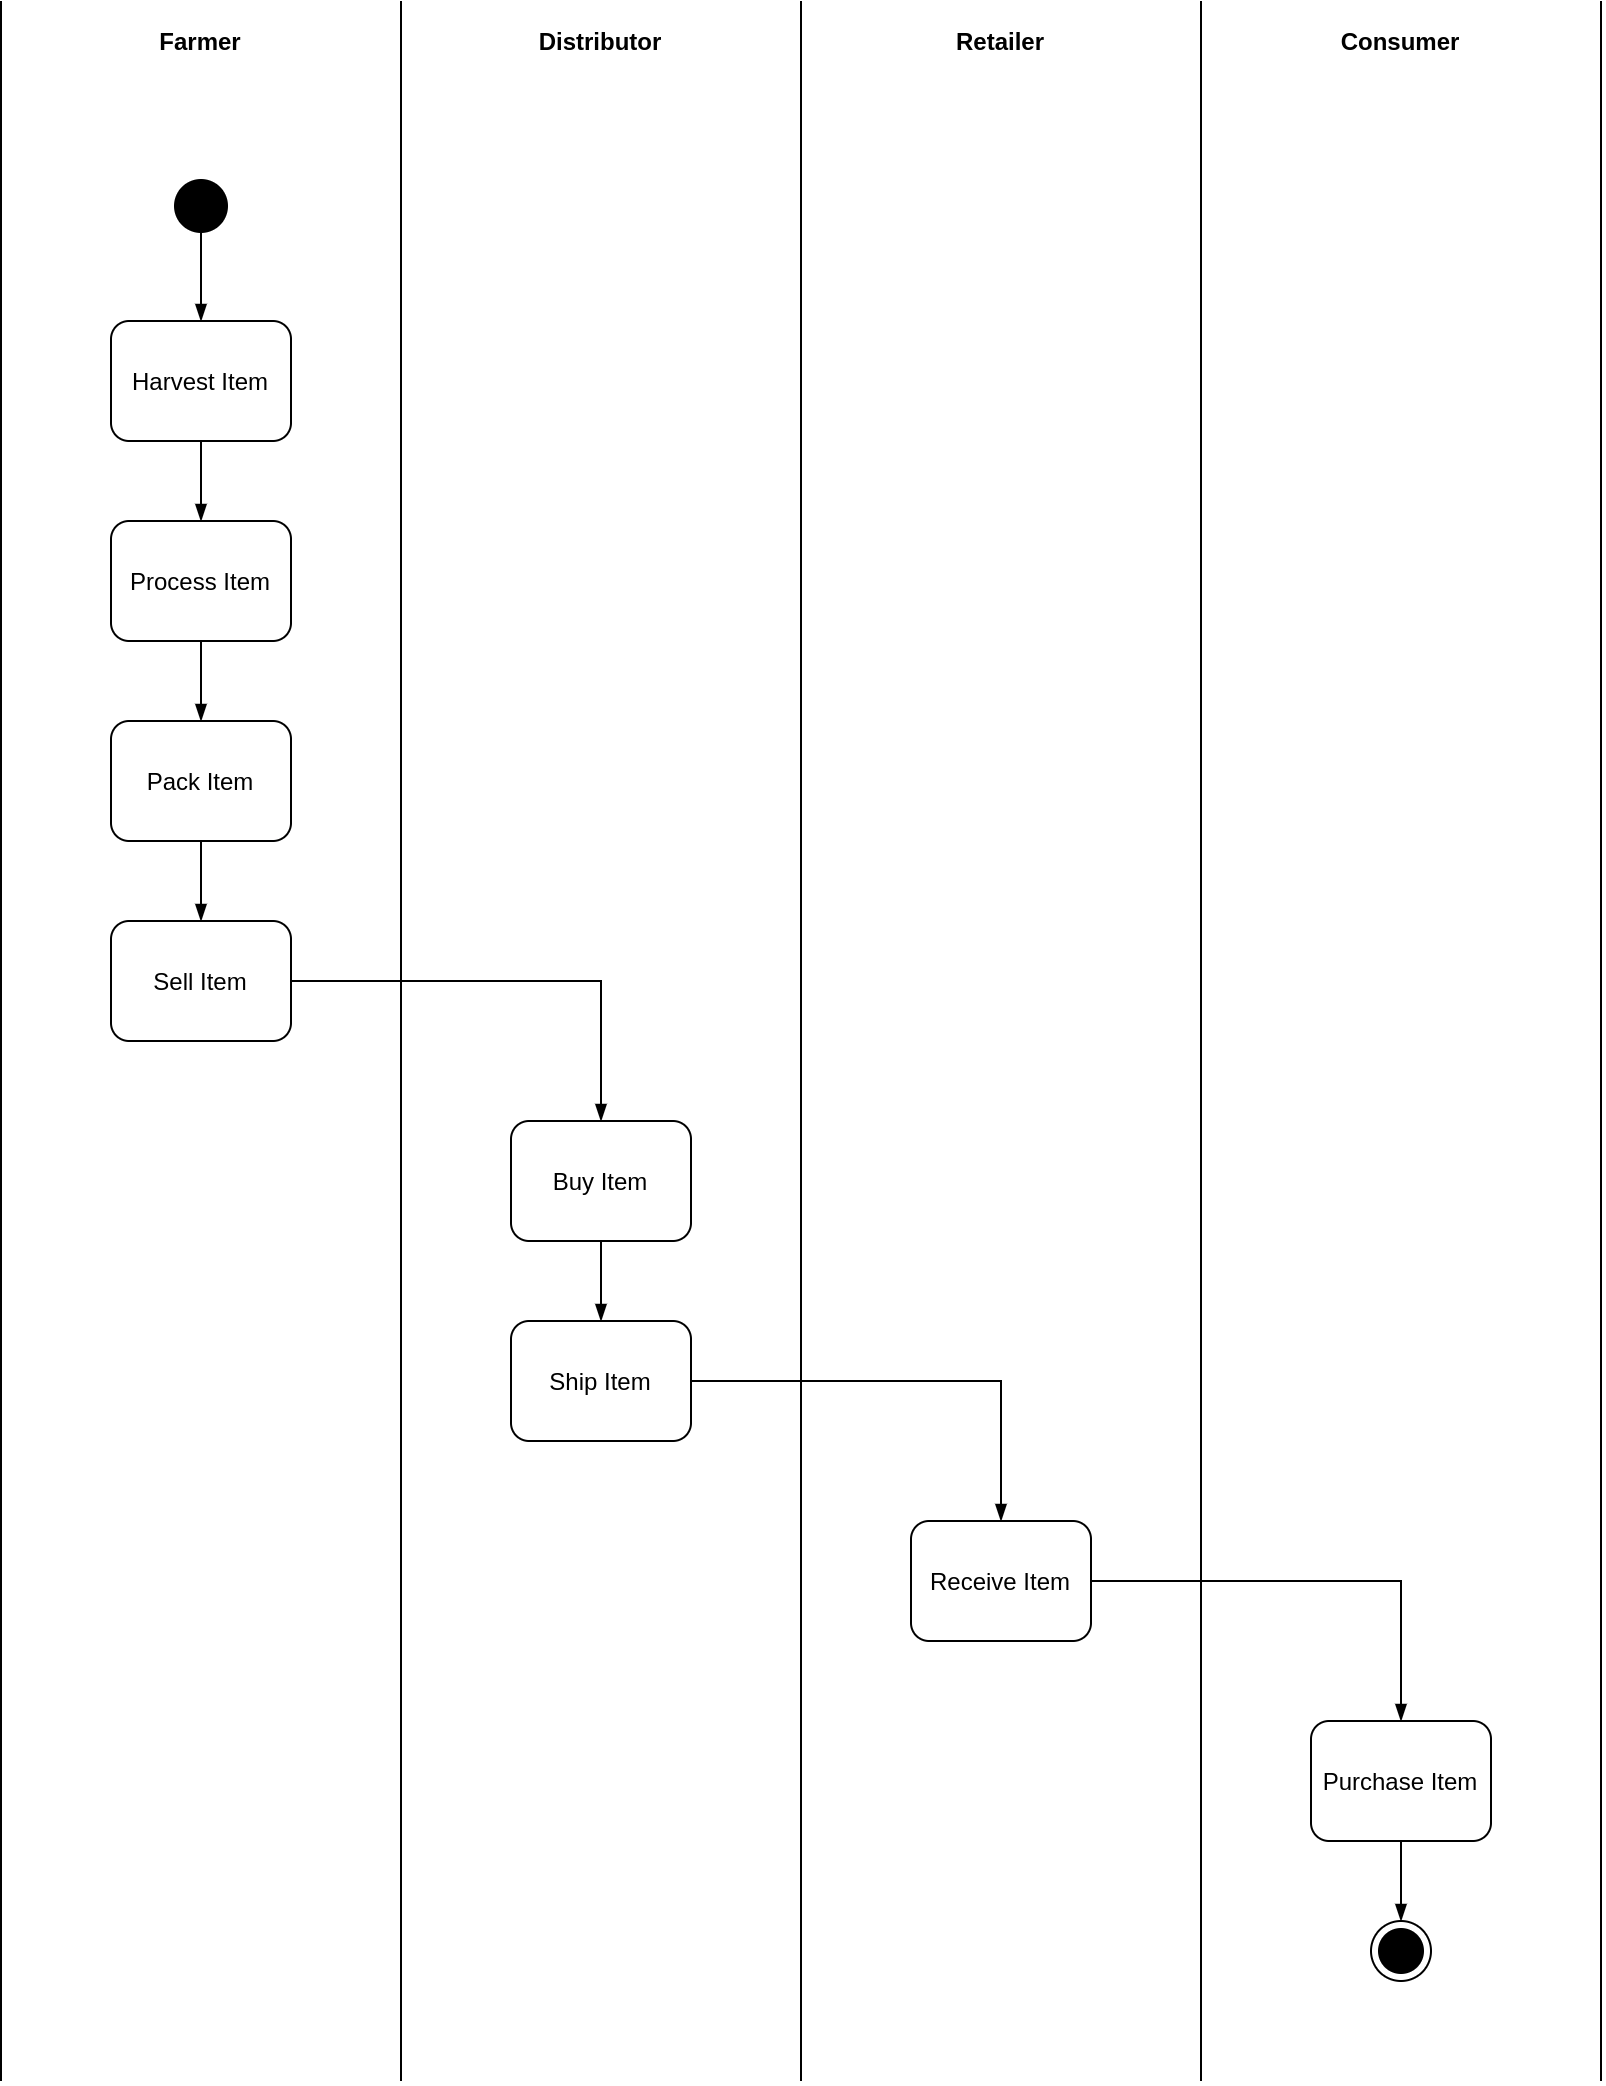 Farmer
Distributor
Retailer
Consumer
Harvest Item
Process Item
Pack Item
Sell Item
Buy Item
Ship Item
Receive Item
Purchase Item